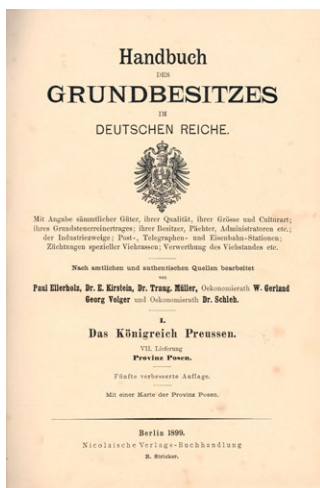 Handbuch
DES
GRUNDBESITZES
IM
DEUTSCHEN REICHE.
Mit Angabe sämmtlicher Güter, ihrer Qualität, ihrer Grösse und Culturart;
ihres Grundsteuerreinertrages; ihrer Besitzer, Pächter, Administratoren etc.;
der Industriezweige; Post-, Telegraphen- und Eisenbahn-Stationen;
Züchtungen spezieller Viehrassen; Verwerthung des Viehstandes etc.
Nach amtlichen und authentischen Quellen bearbeitet
von
Paul Ellerholz, Dr. E. Kirstein, Dr. Traug. Müller, Oekonomierath W. Gerland
Georg Volger und Oekonomierath Dr. Schleh.
I.
Das Königreich Preussen.
VII. Lieferung
Provinz Posen.
Fünfte verbesserte Auflage.
Mit einer Karte der Provinz Posen.
Berlin 1899.
Nicolaische Verlags-Buchhandlung
R. Stricker.